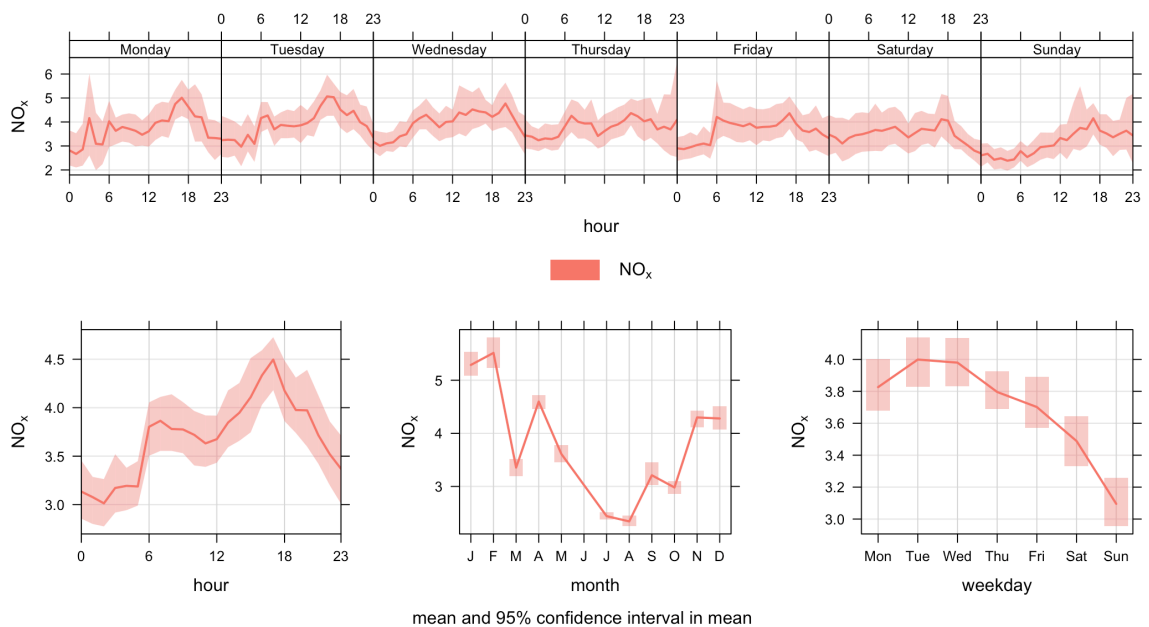 0 6 12 18 23 0 6 12 18 23 0 6 12 18 23
Monday Tuesday Wednesday Thursday Friday Saturday Sunday
6
5
4
3
2
NOx
0 6 12 18 23 0 6 12 18 23 0 6 12 18 23 0 6 12 18 23
hour
NOx
4.5
4.0
3.5
3.0
NOx
0 6 12 18 23
hour
5
4
3
NOx
J F M A M J J A S O N D
month
4.0
3.8
3.6
3.4
3.2
3.0
NOx
Mon Tue Wed Thu Fri Sat Sun
weekday
mean and 95% confidence interval in mean